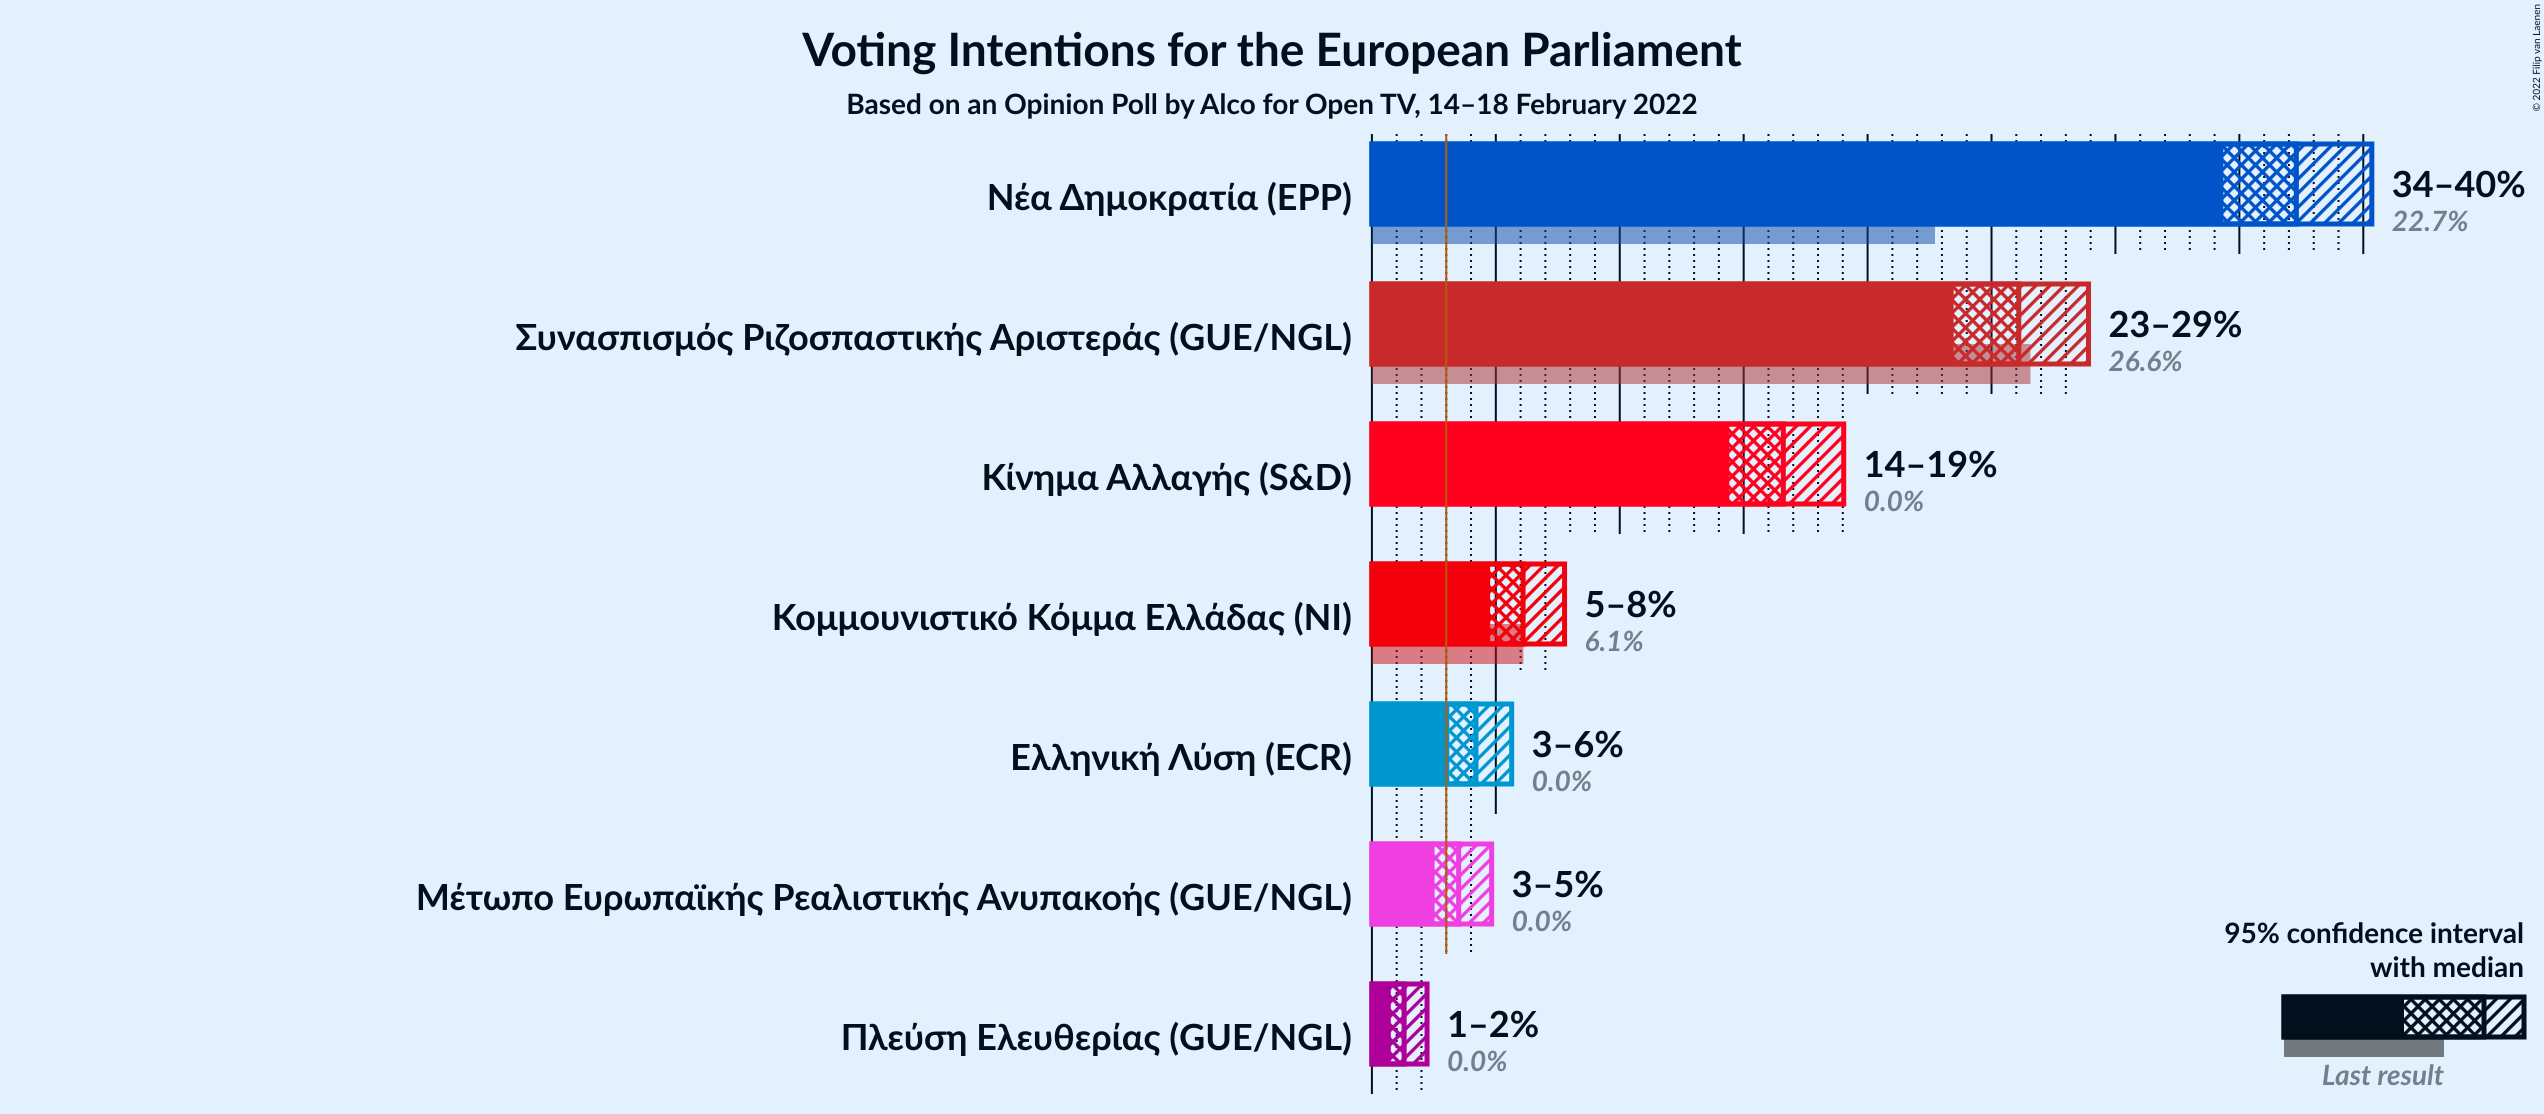 Voting Intentions for the European Parliament
Based on an Opinion Poll by Alco for Open TV, 14–18 February 2022
© 2022 Filip van Laenen
Νέα Δημοκρατία (EPP)
34–40%
22.7%
Συνασπισμός Ριζοσπαστικής Αριστεράς (GUE/NGL)
23–29%
26.6%
Κίνημα Αλλαγής (S&D)
14–19%
0.0%
Κομμουνιστικό Κόμμα Ελλάδας (NI)
5–8%
6.1%
Ελληνική Λύση (ECR)
3–6%
0.0%
Μέτωπο Ευρωπαϊκής Ρεαλιστικής Ανυπακοής (GUE/NGL)
3–5%
0.0%
Πλεύση Ελευθερίας (GUE/NGL)
1–2%
0.0%
95% confidence interval
with median
Last result